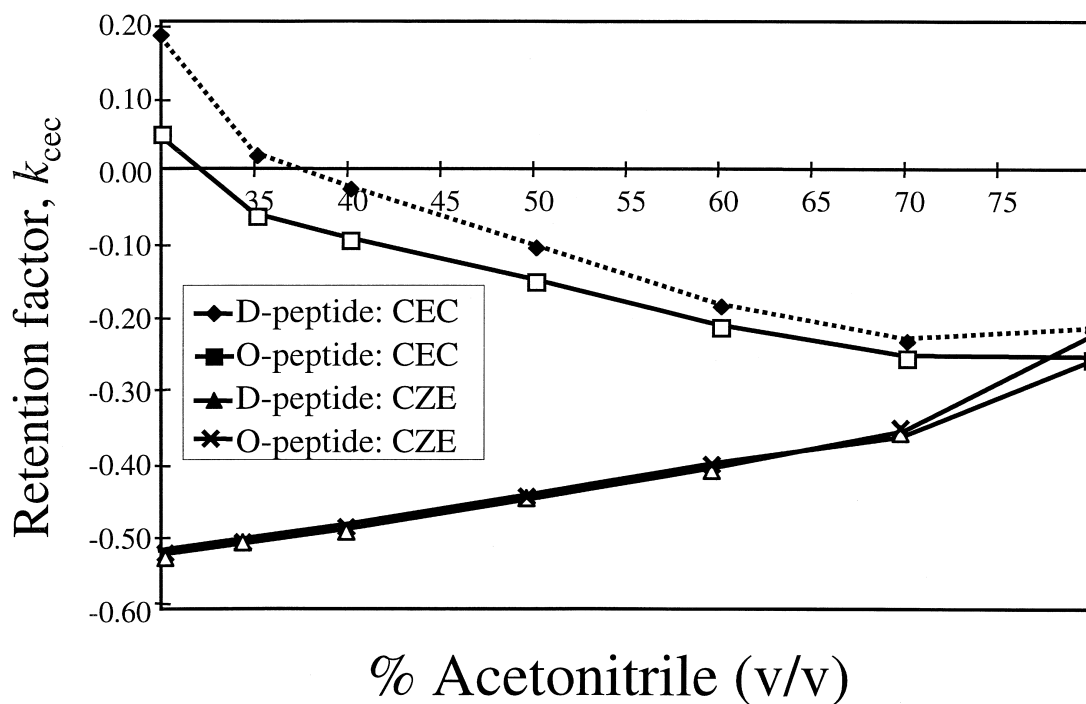 0.20
0.10
0.00
-0.10
-0.20
-0.30
-0.40
-0.50
-0.60
Retention factor, kcec
35 40 45 50 55 60 65 70 75
D-peptide: CEC
O-peptide: CEC
D-peptide: CZE
O-peptide: CZE
% Acetonitrile (v/v)